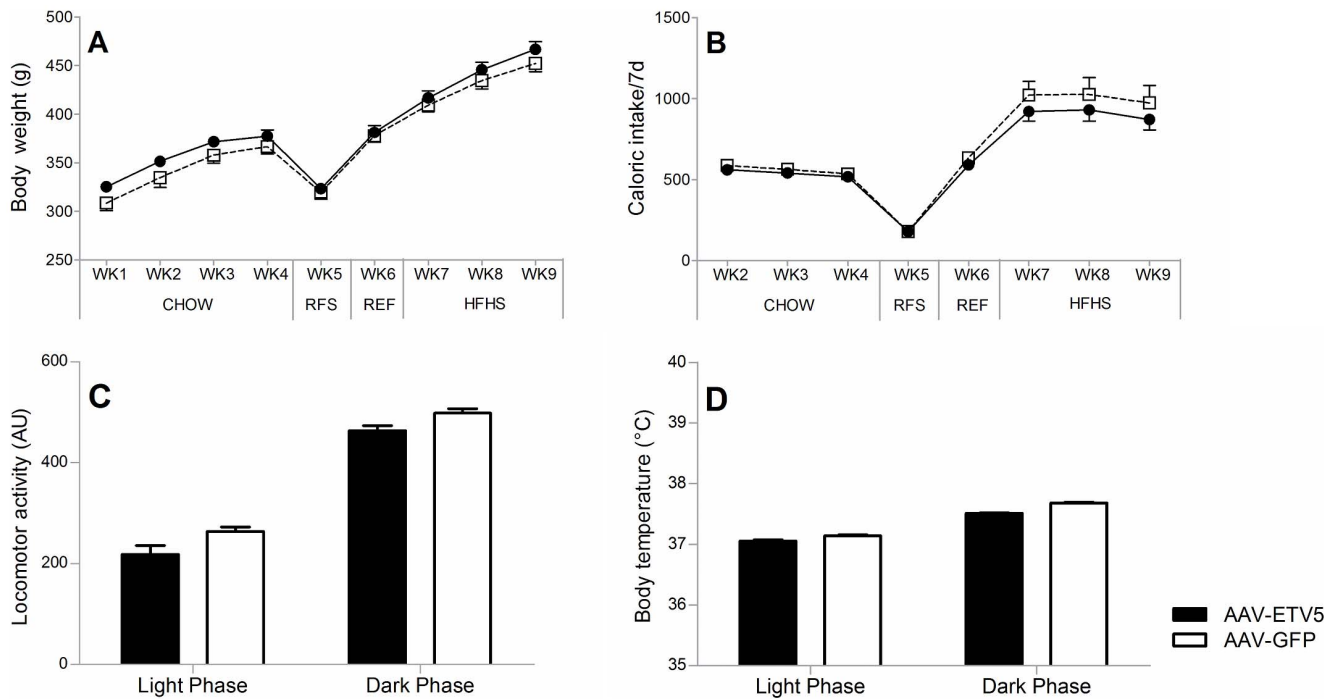 A
Body weight (g)
500
450
400
350
300
250
WK1 WK2 WK3 WK4 WK5 WK6 WK7 WK8 WK9
CHOW RFS REF HFHS
B
Caloric intake/7d
1500
1000
500
0
WK2 WK3 WK4 WK5 WK6 WK7 WK8 WK9
CHOW RFS REF HFHS
C
Locomotor activity (AU)
600
400
200
0
Light Phase Dark Phase
D
Body temperature (°C)
40
39
38
37
36
35
Light Phase Dark Phase
AAV-ETV5
AAV-GFP